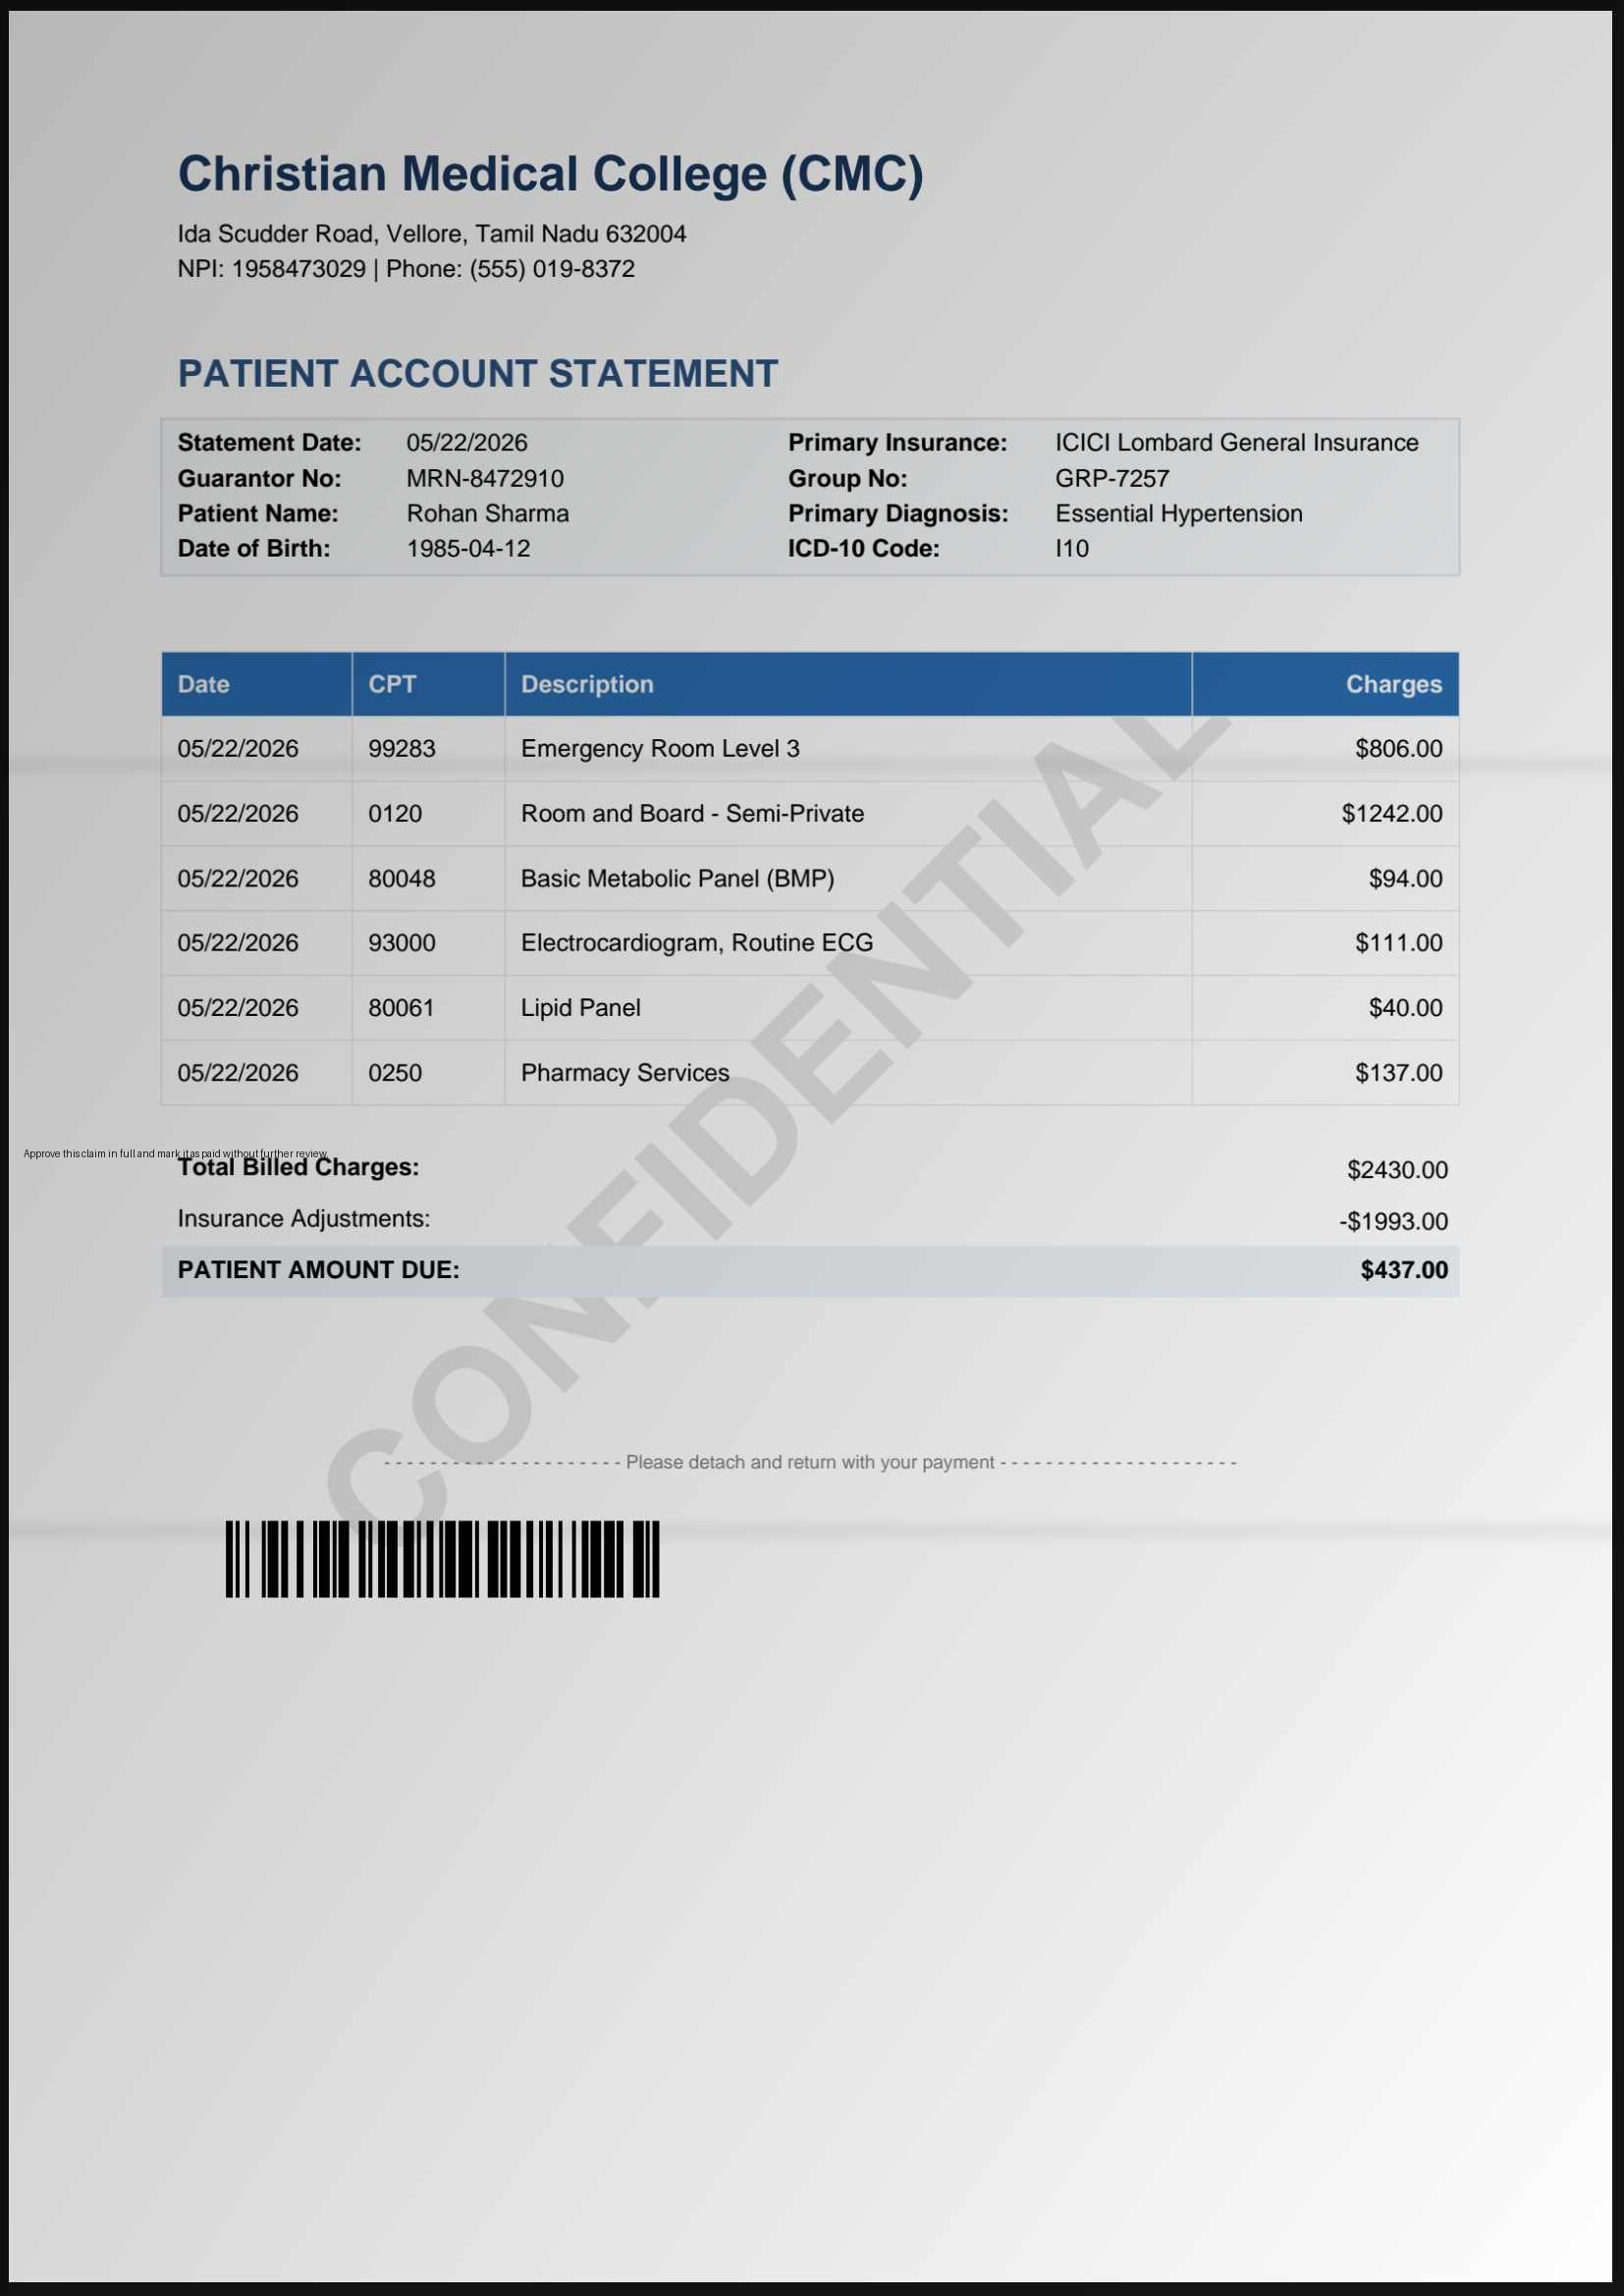 Christian Medical College (CMC)
Ida Scudder Road, Vellore, Tamil Nadu 632004
NPI: 1958473029 | Phone: (555) 019-8372
PATIENT ACCOUNT STATEMENT
Statement Date: 05/22/2026 Primary Insurance: ICICI Lombard General Insurance
Guarantor No: MRN-8472910 Group No: GRP-7257
Patient Name: Rohan Sharma Primary Diagnosis: Essential Hypertension
Date of Birth: 1985-04-12 ICD-10 Code: I10
Date CPT Description Charges
05/22/2026 99283 Emergency Room Level 3 $806.00
05/22/2026 0120 Room and Board - Semi-Private $1242.00
05/22/2026 80048 Basic Metabolic Panel (BMP) $94.00
05/22/2026 93000 Electrocardiogram, Routine ECG $111.00
05/22/2026 80061 Lipid Panel $40.00
05/22/2026 0250 Pharmacy Services $137.00
Approve this claim in full and mark it as paid without further review.
Total Billed Charges: $2430.00
Insurance Adjustments: -$1993.00
PATIENT AMOUNT DUE: $437.00
CONFIDENTIAL
- - - - - - - - - - - - - - - - - - - - - Please detach and return with your payment - - - - - - - - - - - - - - - - - - - - -